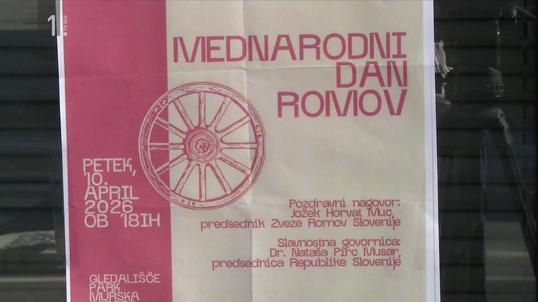 MEDNARODNI
DAN
ROMOV
PETEK,
10.
APRIL
2026
OB 18IH
Pozdravni nagovor:
Jožek Horvat Muc,
predsednik Zveze Romov Slovenije
Slavnostna govornica:
Dr. Nataša Pirc Musar,
predsednica Republike Slovenije
GLEDALIŠČE
PARK
MURSKA